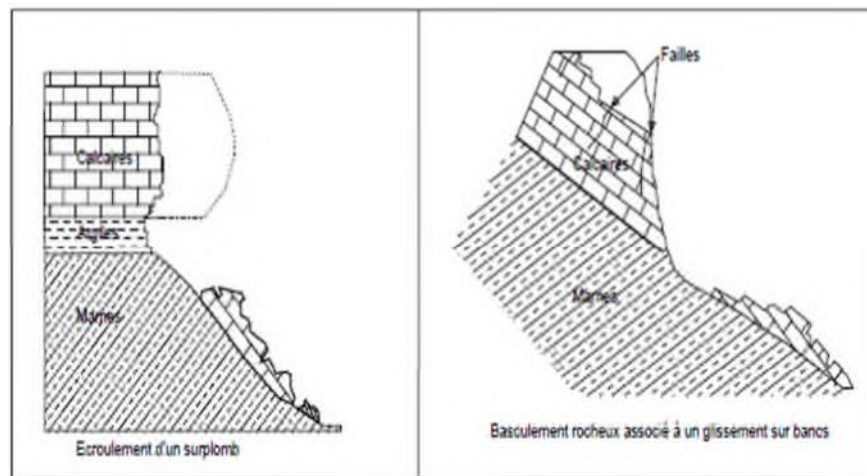 Calcaires
Argiles
Marnes
Ecroulement d'un surplomb
Failles
Calcaires
Marnes
Basculement rocheux associé à un glissement sur bancs